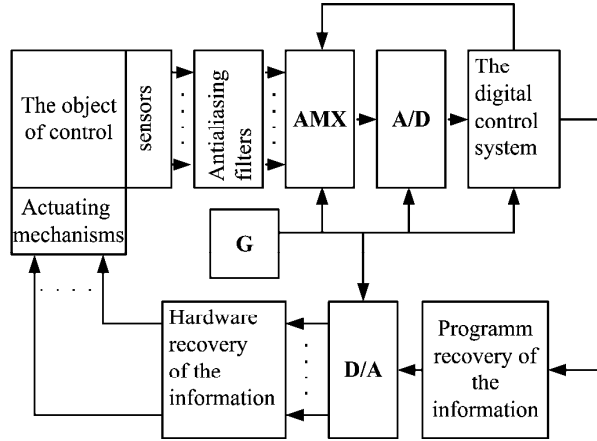 The object
of control
sensors
Antialiasing
filters
AMX
A/D
The
digital
control
system
Actuating
mechanisms
G
Hardware
recovery
of the
information
D/A
Programm
recovery of
the
information